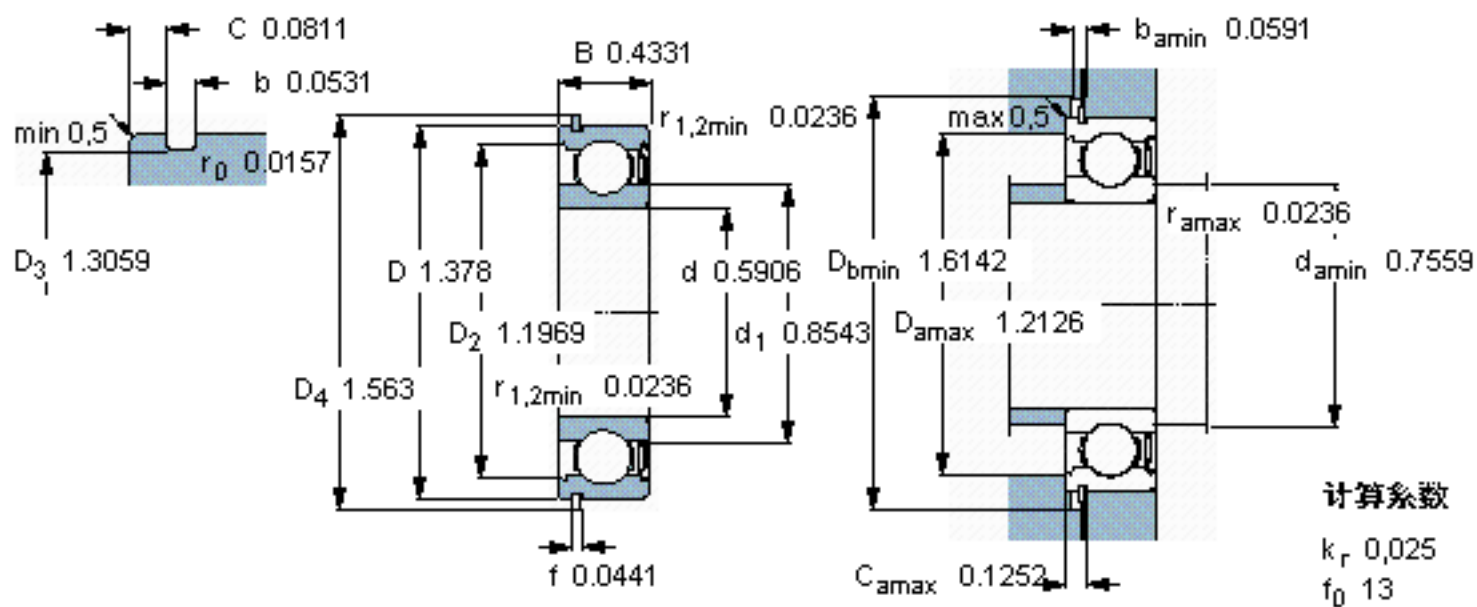 C 0.0811
b 0.0531
min 0,5
r0 0.0157
D3 1.3059
B 0.4331
r1,2min 0.0236
D 1.378
d 0.5906
D2 1.1969
d1 0.8543
D4 1.563
r1,2min 0.0236
f 0.0441
bamin 0.0591
max 0,5
ramax 0.0236
Dbmin 1.6142
damin 0.7559
Damax 1.2126
Camax 0.1252
计算系数
kr 0,025
f0 13